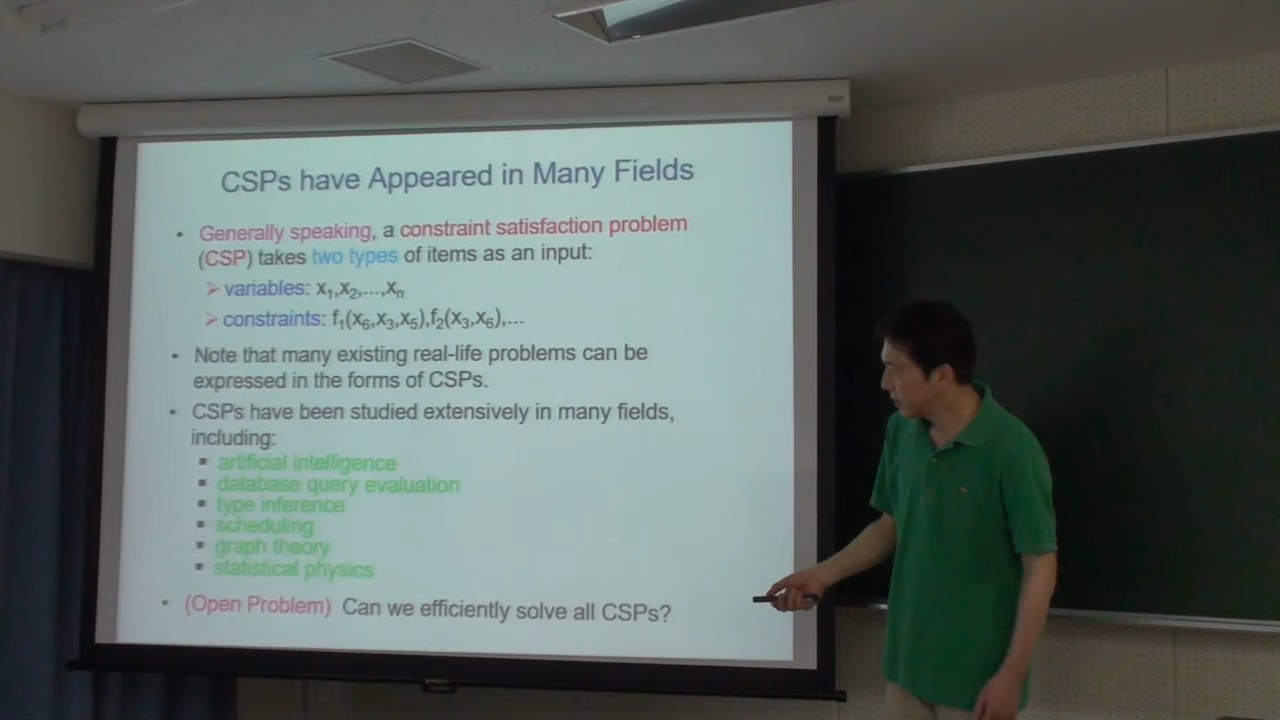 CSPs have Appeared in Many Fields
• Generally speaking, a constraint satisfaction problem
(CSP) takes two types of items as an input:
➢ variables: x₁,x₂,...,xₙ
➢ constraints: f₁(x₆,x₃,x₅),f₂(x₃,x₆),...
• Note that many existing real-life problems can be
expressed in the forms of CSPs.
• CSPs have been studied extensively in many fields,
including:
▪ artificial intelligence
▪ database query evaluation
▪ type inference
▪ scheduling
▪ graph theory
▪ statistical physics
• (Open Problem) Can we efficiently solve all CSPs?